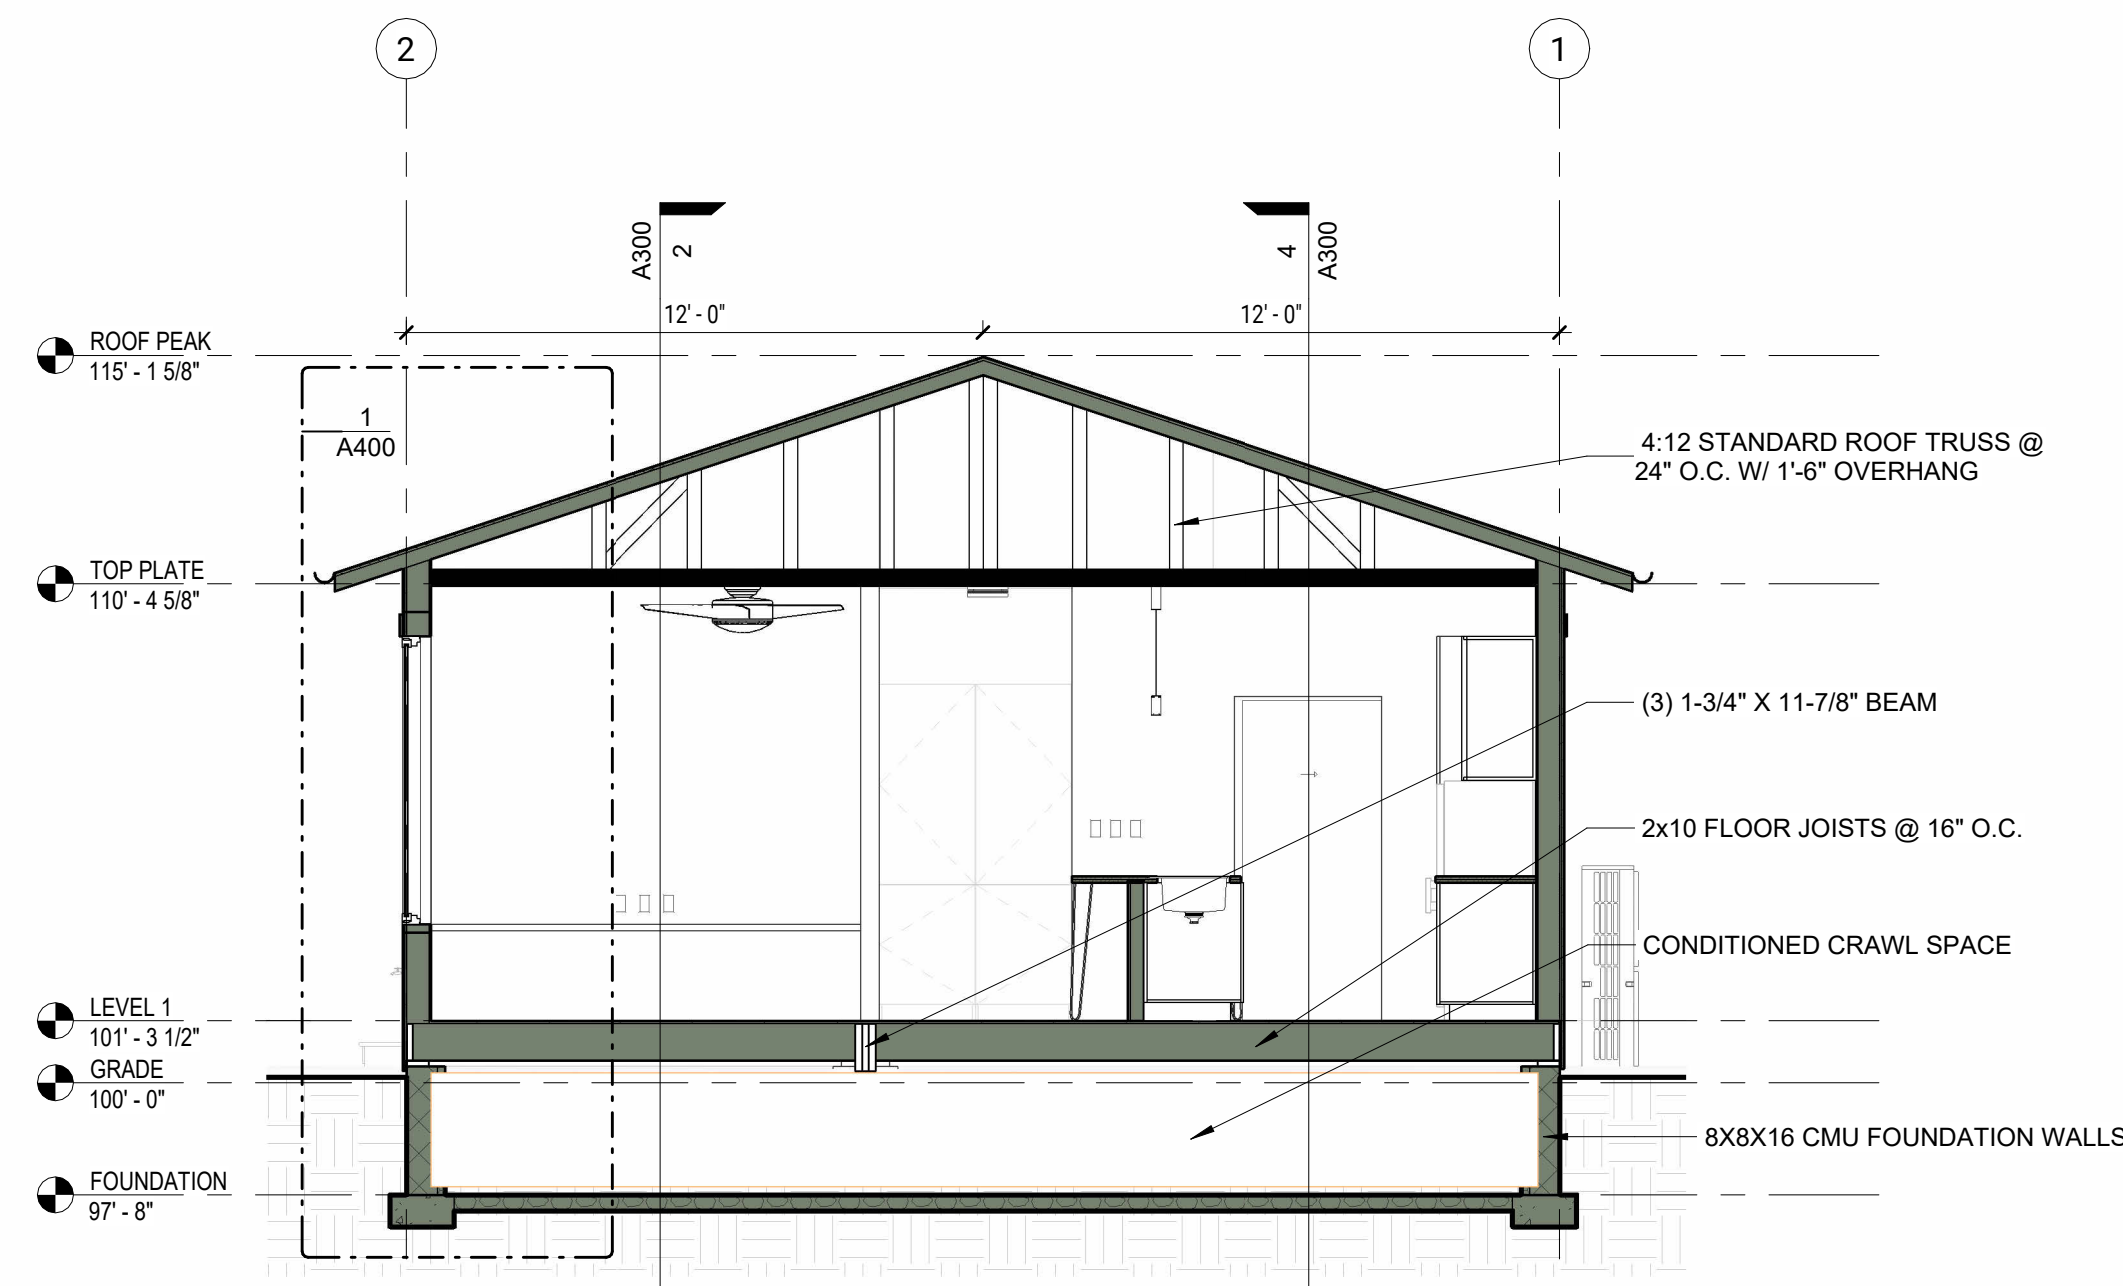 2
1
A300
2
4
A300
12' - 0"
12' - 0"
ROOF PEAK
115' - 1 5/8"
1
A400
4:12 STANDARD ROOF TRUSS @
24" O.C. W/ 1'-6" OVERHANG
TOP PLATE
110' - 4 5/8"
(3) 1-3/4" X 11-7/8" BEAM
2x10 FLOOR JOISTS @ 16" O.C.
CONDITIONED CRAWL SPACE
LEVEL 1
101' - 3 1/2"
GRADE
100' - 0"
8X8X16 CMU FOUNDATION WALLS
FOUNDATION
97' - 8"